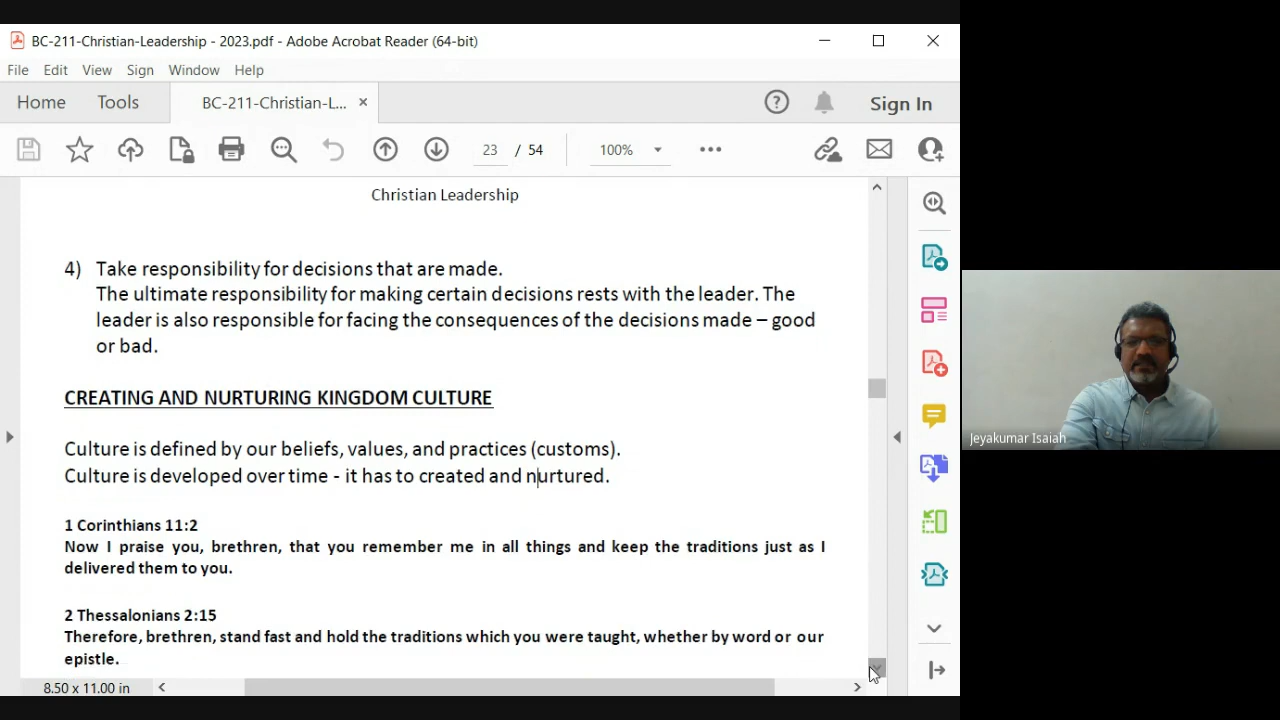 BC-211-Christian-Leadership - 2023.pdf - Adobe Acrobat Reader (64-bit)
File Edit View Sign Window Help
Home Tools BC-211-Christian-L... × Sign In
23 / 54 100%
Christian Leadership
4) Take responsibility for decisions that are made.
The ultimate responsibility for making certain decisions rests with the leader. The
leader is also responsible for facing the consequences of the decisions made – good
or bad.
CREATING AND NURTURING KINGDOM CULTURE
Culture is defined by our beliefs, values, and practices (customs).
Culture is developed over time - it has to created and nurtured.
1 Corinthians 11:2
Now I praise you, brethren, that you remember me in all things and keep the traditions just as I
delivered them to you.
2 Thessalonians 2:15
Therefore, brethren, stand fast and hold the traditions which you were taught, whether by word or our
epistle.
8.50 x 11.00 in
Jeyakumar Isaiah